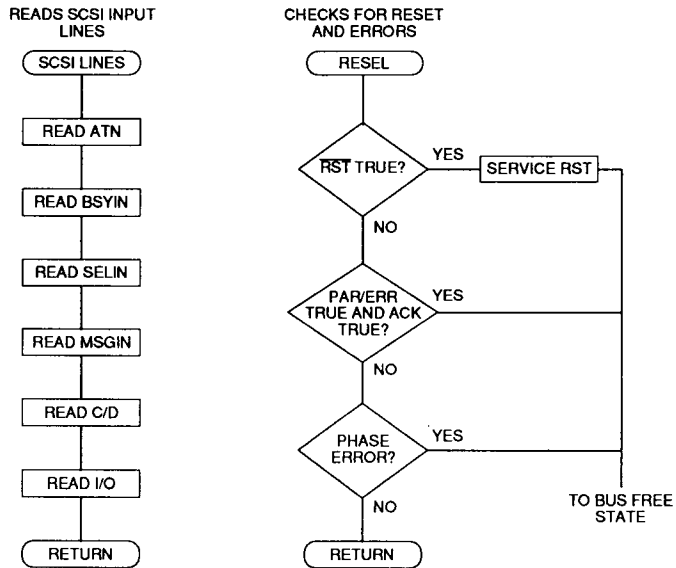 READS SCSI INPUT
LINES
SCSI LINES
READ ATN
READ BSYIN
READ SELIN
READ MSGIN
READ C/D
READ I/O
RETURN
CHECKS FOR RESET
AND ERRORS
RESEL
RST TRUE?
YES
SERVICE RST
NO
PAR/ERR
TRUE AND ACK
TRUE?
YES
NO
PHASE
ERROR?
YES
NO
TO BUS FREE
STATE
RETURN